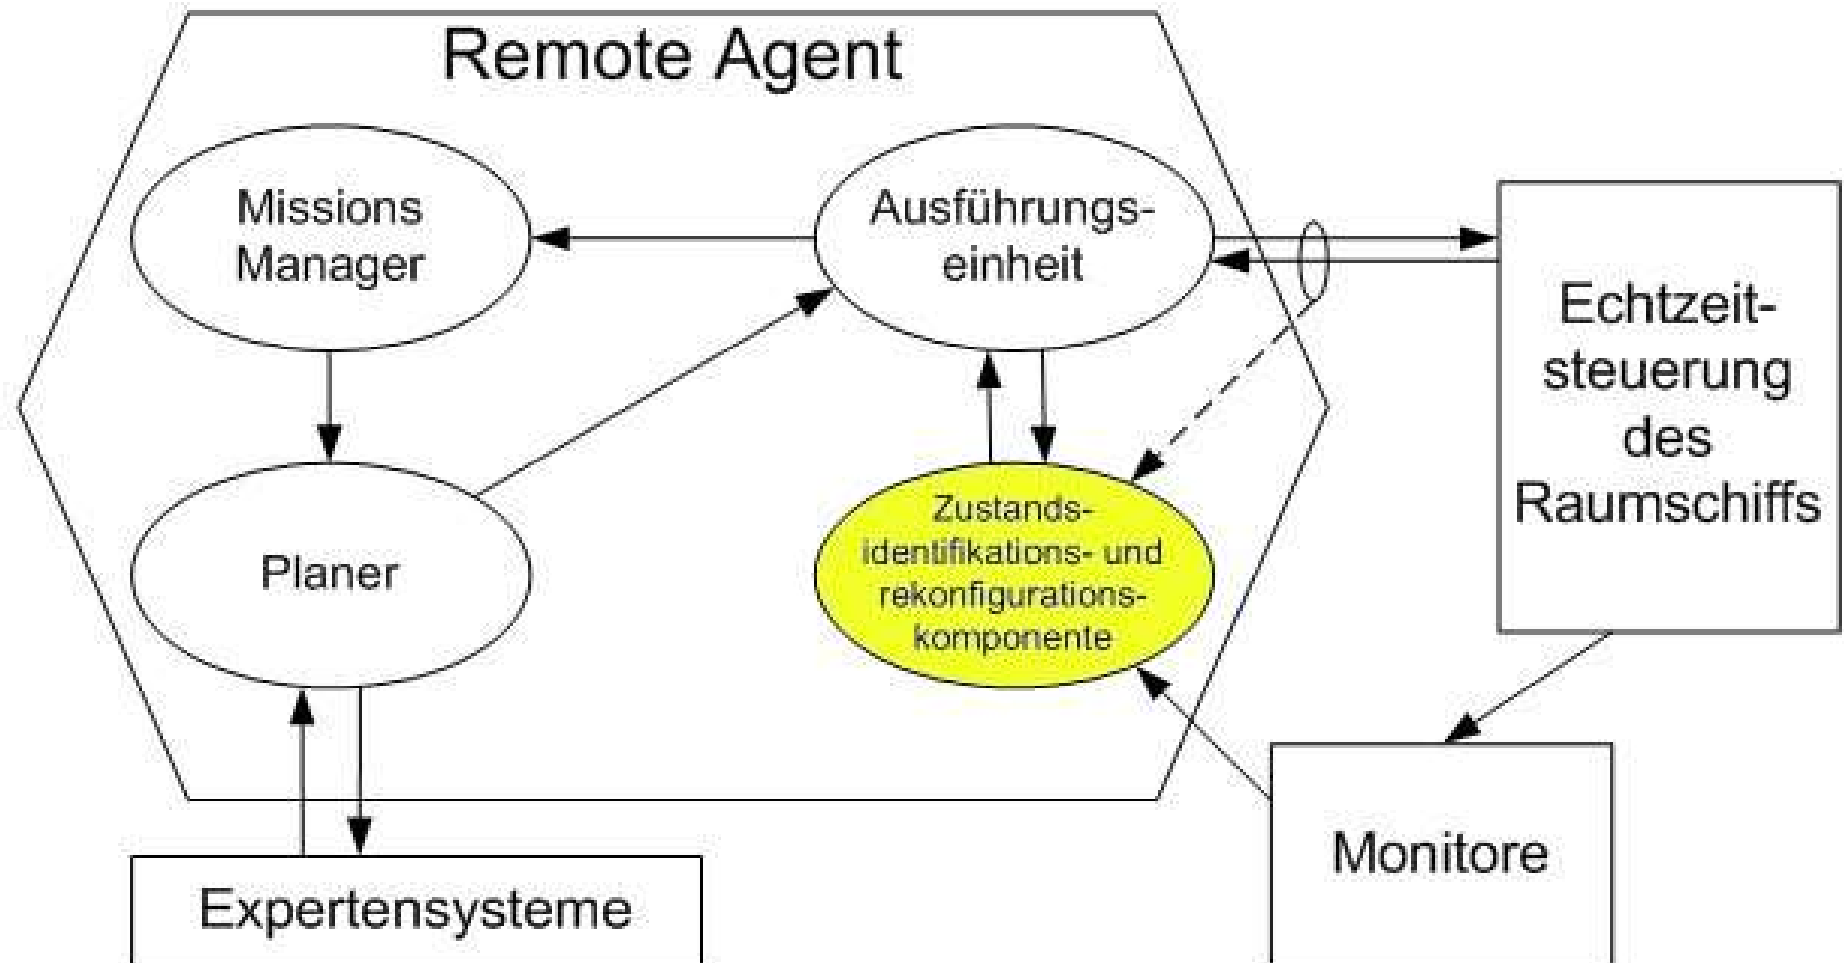 Remote Agent
Missions
Manager
Ausführungs-
einheit
Echtzeit-
steuerung
des
Raumschiffs
Planer
Zustands-
identifikations- und
rekonfigurations-
komponente
Monitore
Expertensysteme